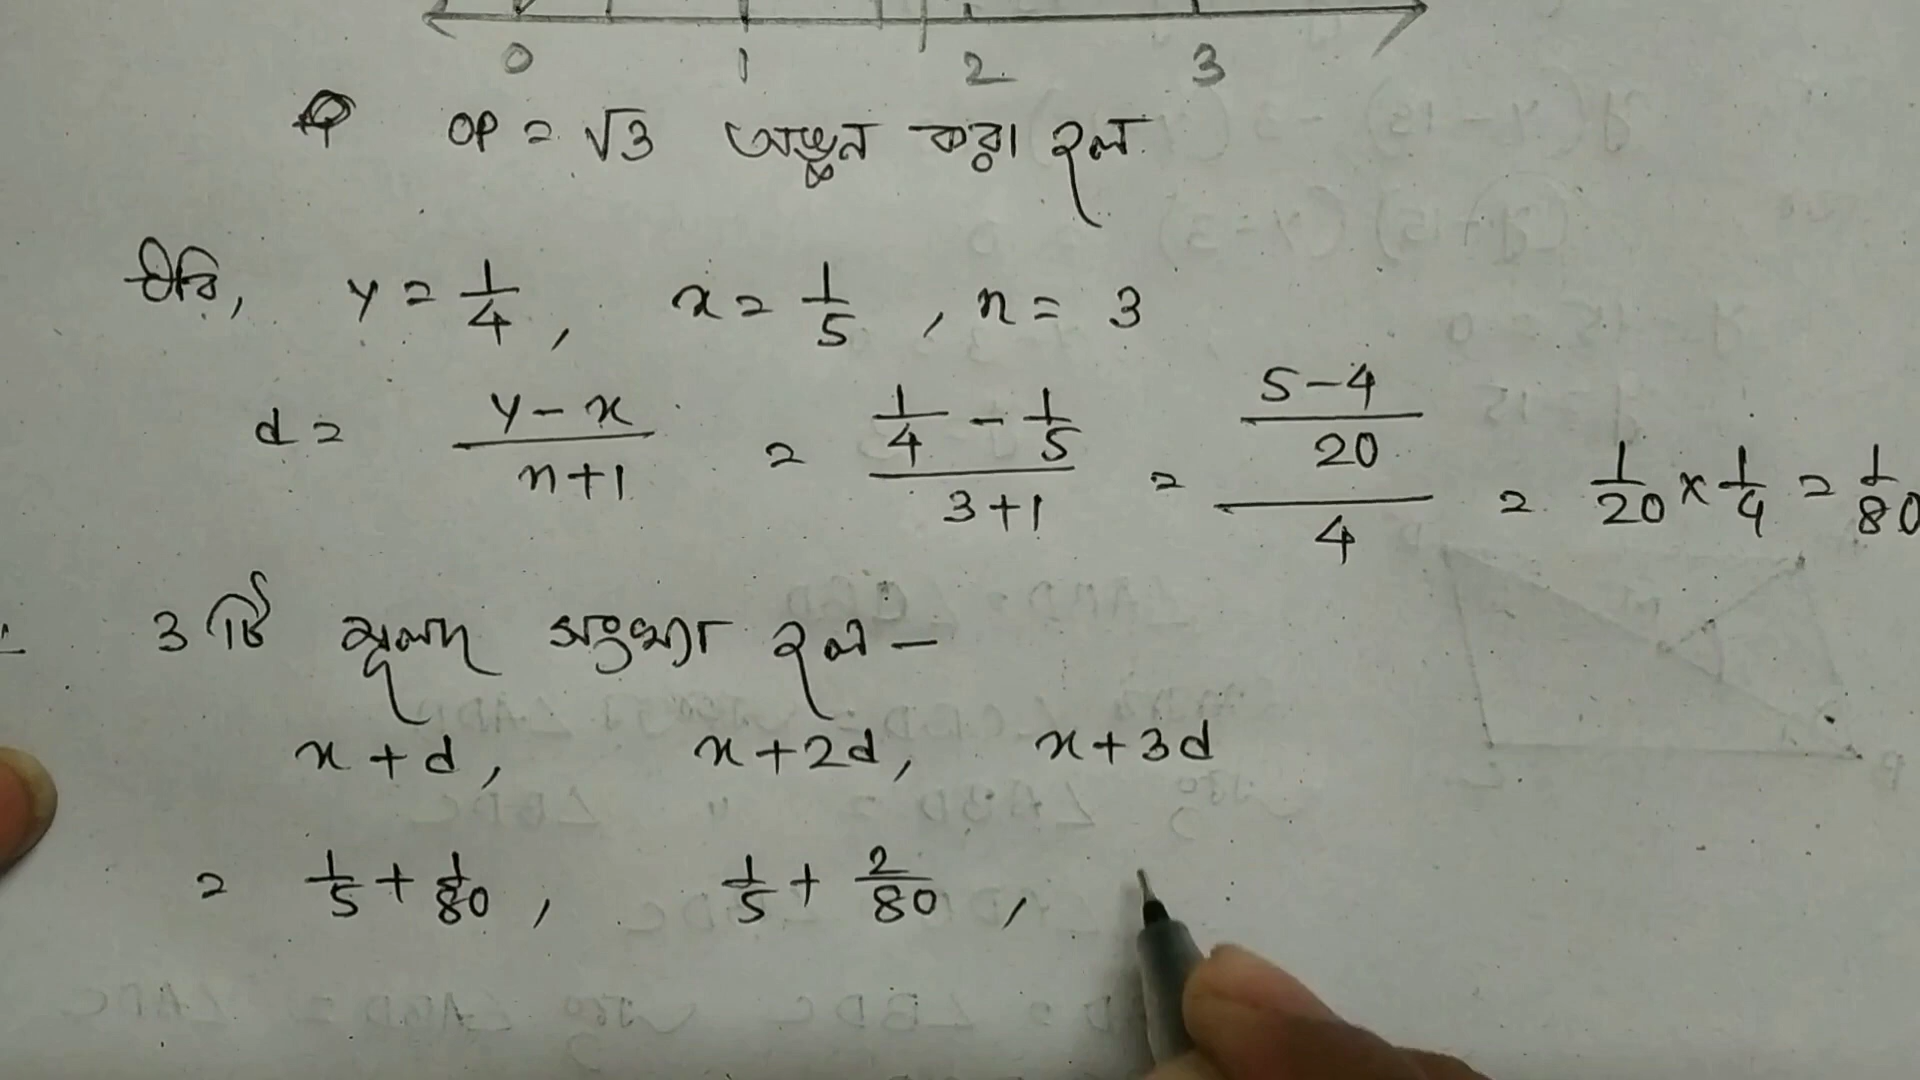 0 1 2 3
OP = √3 অঙ্কন করা হল
ধরি, y = 1/4, x = 1/5, n = 3
d = (y - x)/(n+1) = (1/4 - 1/5)/(3+1) = ((5-4)/20)/4 = 1/20 × 1/4 = 1/80
3 টি মূলদ সংখ্যা হল -
x + d, x + 2d, x + 3d
= 1/5 + 1/80, 1/5 + 2/80,